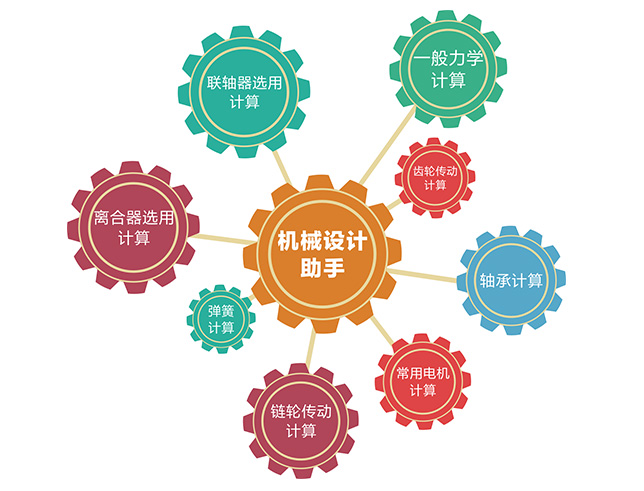 联轴器选用
计算
一般力学
计算
齿轮传动
计算
离合器选用
计算
机械设计
助手
轴承计算
弹簧
计算
常用电机
计算
链轮传动
计算